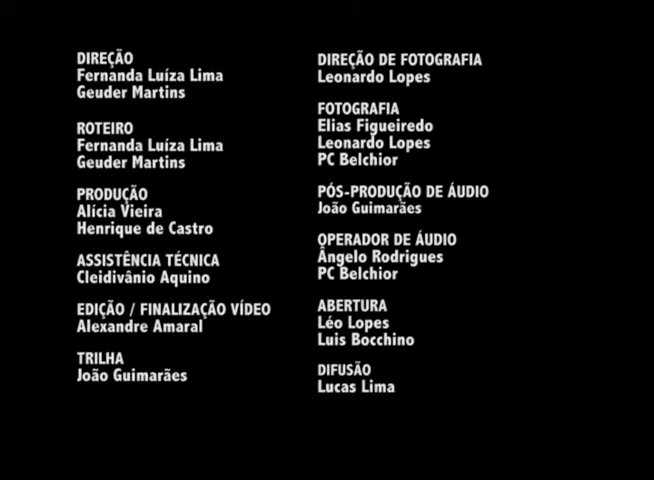 DIREÇÃO
Fernanda Luíza Lima
Geuder Martins
ROTEIRO
Fernanda Luíza Lima
Geuder Martins
PRODUÇÃO
Alícia Vieira
Henrique de Castro
ASSISTÊNCIA TÉCNICA
Cleidivânio Aquino
EDIÇÃO / FINALIZAÇÃO VÍDEO
Alexandre Amaral
TRILHA
João Guimarães
DIREÇÃO DE FOTOGRAFIA
Leonardo Lopes
FOTOGRAFIA
Elias Figueiredo
Leonardo Lopes
PC Belchior
PÓS-PRODUÇÃO DE ÁUDIO
João Guimarães
OPERADOR DE ÁUDIO
Ângelo Rodrigues
PC Belchior
ABERTURA
Léo Lopes
Luis Bocchino
DIFUSÃO
Lucas Lima